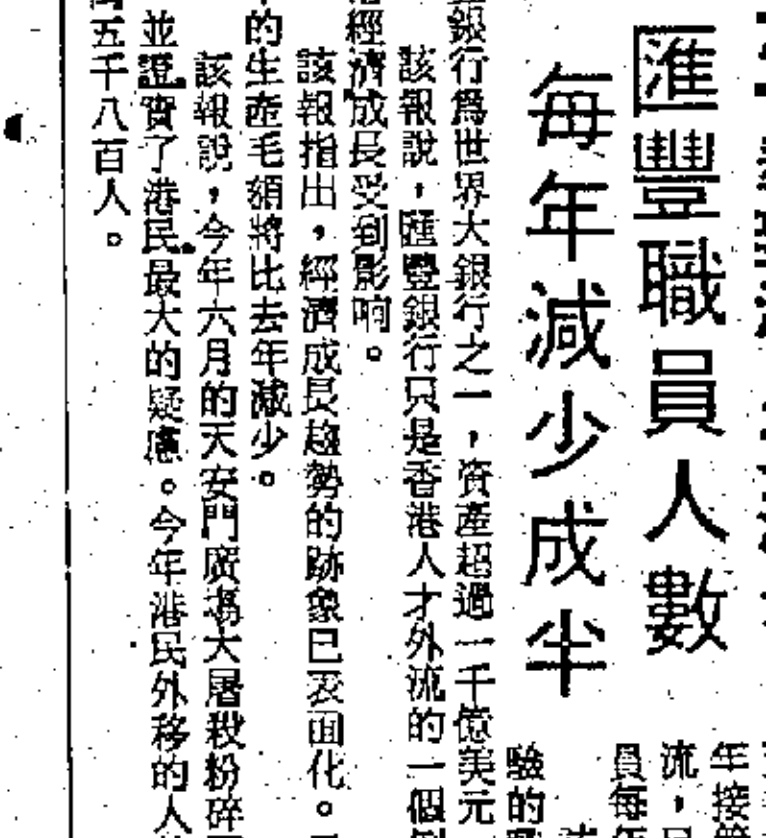 匯豐職員人數
每年減少成半
年接
流，
員每
驗的
銀行爲世界大銀行之一，資產超過一千億美元
該報說，匯豐銀行只是香港人才外流的一個
經濟成長受到影响。
該報指出，經濟成長趨勢的跡象已表面化。
的生產毛額將比去年減少。
該報說，今年六月的天安門廣場大屠殺粉碎
並證實了港民最大的疑慮。今年港民外移的人
五千八百人。